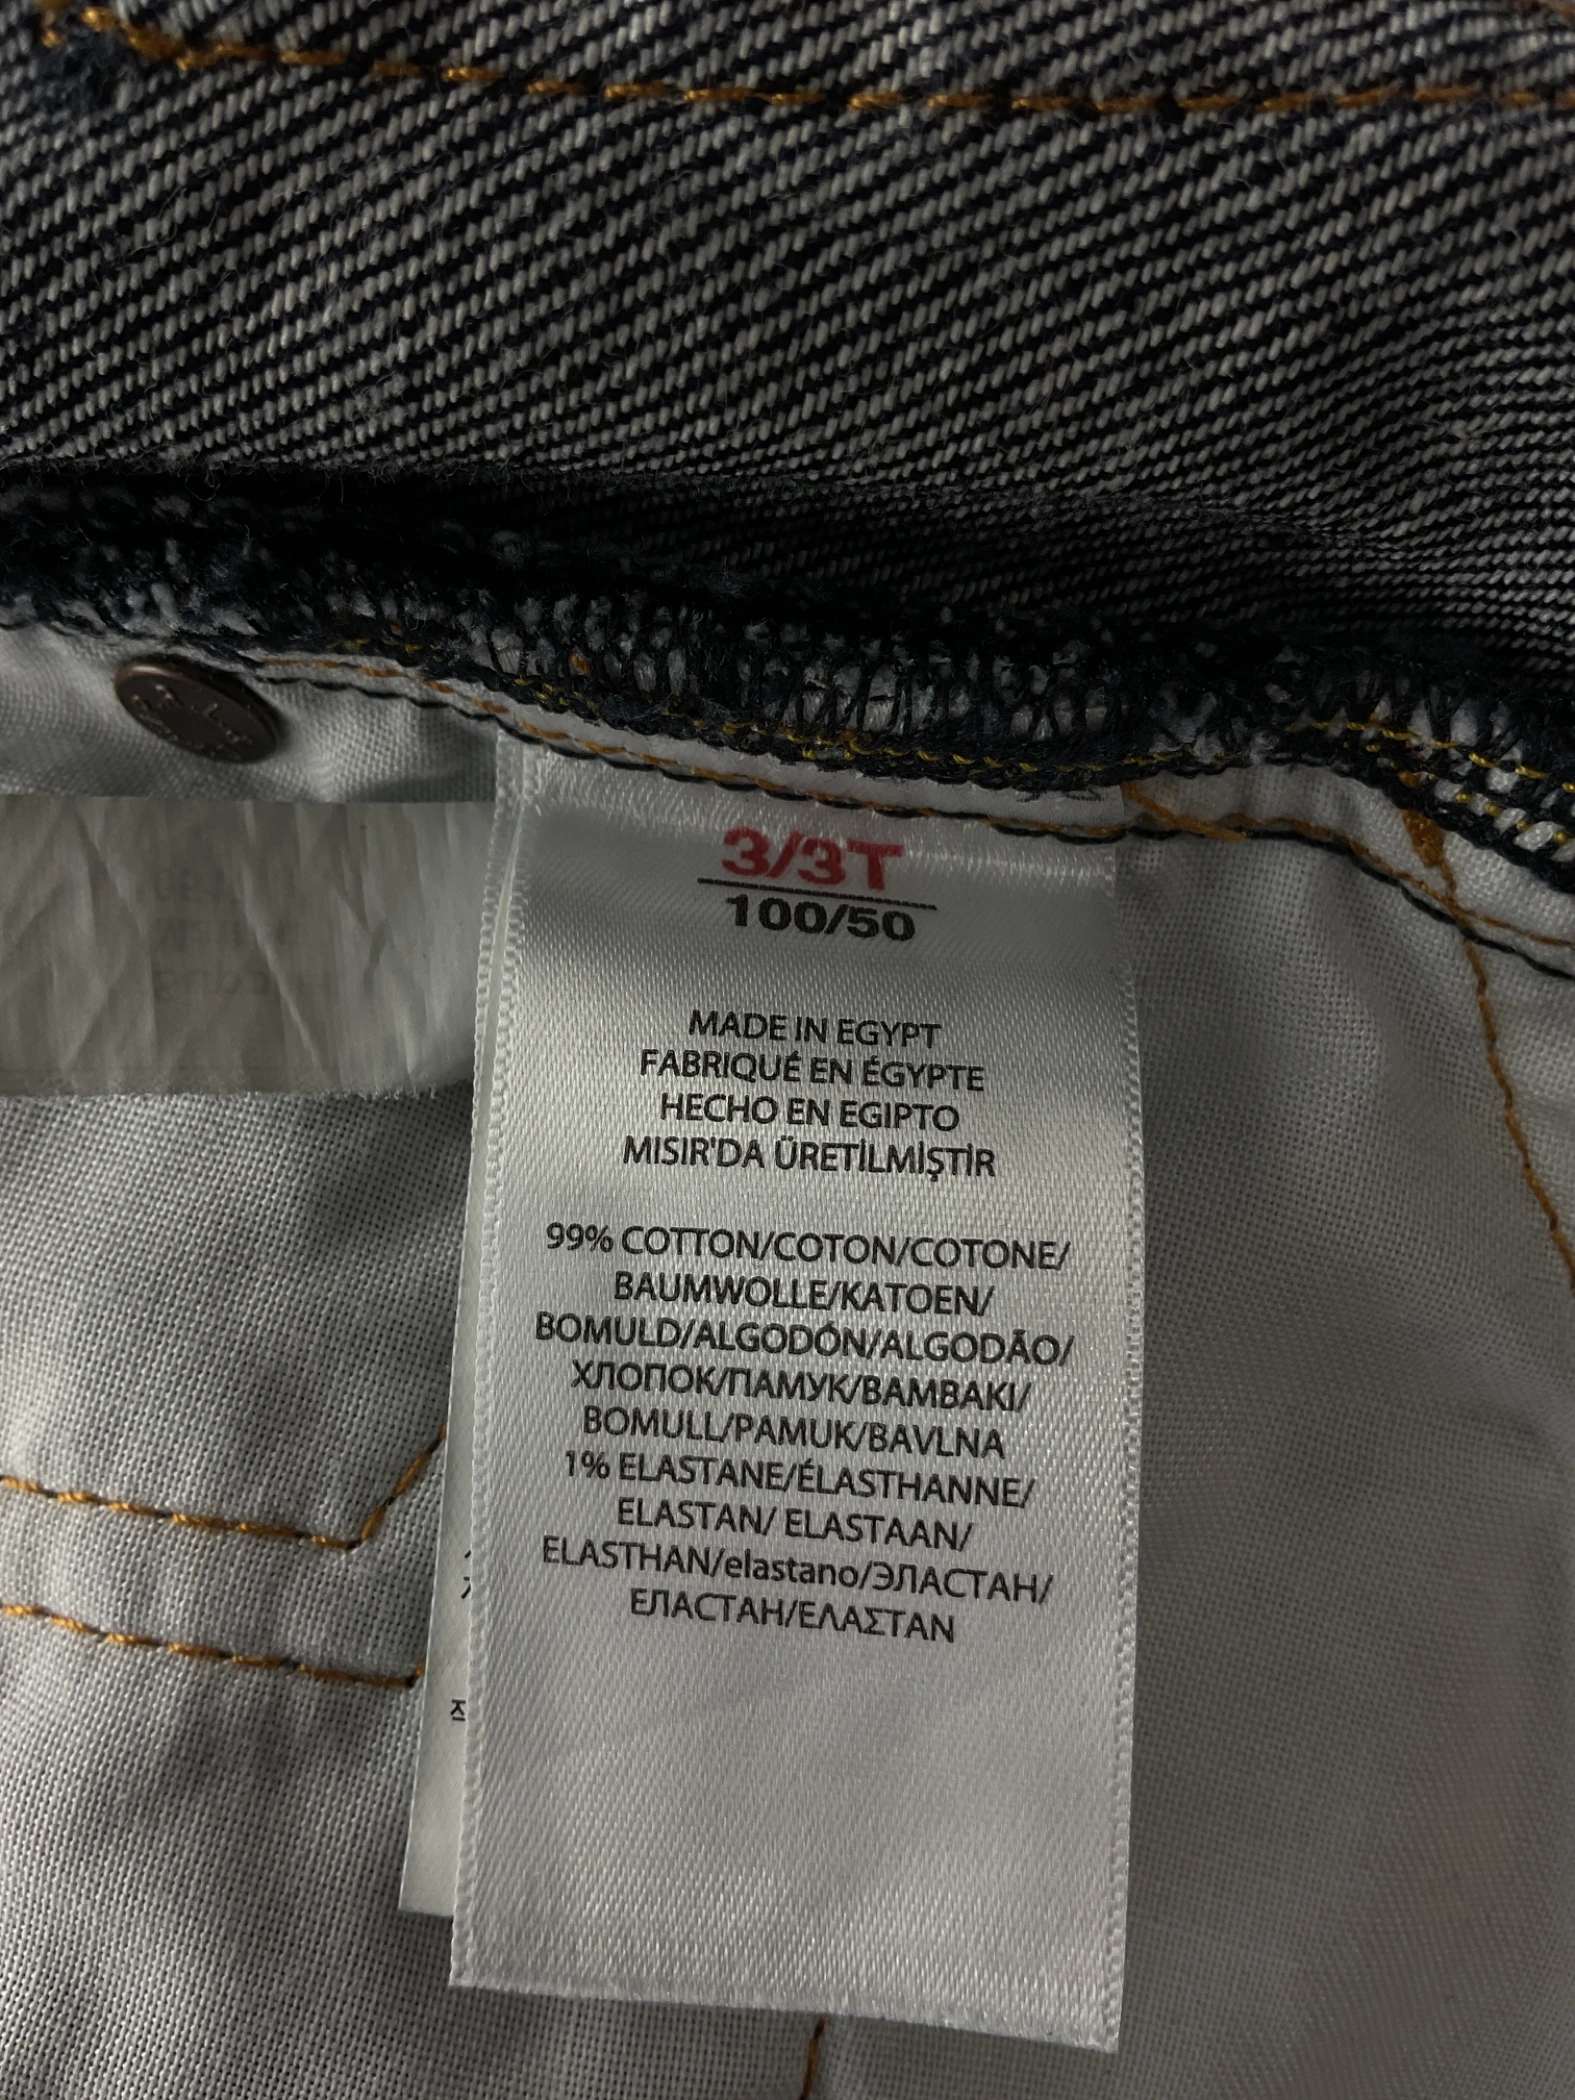 3/3T
100/50
MADE IN EGYPT
FABRIQUÉ EN ÉGYPTE
HECHO EN EGIPTO
MISIR'DA ÜRETİLMİŞTİR
99% COTTON/COTON/COTONE/
BAUMWOLLE/KATOEN/
BOMULD/ALGODÓN/ALGODÃO/
ХЛОПОК/ПАМУК/BAMBAKI/
BOMULL/PAMUK/BAVLNA
1% ELASTANE/ÉLASTHANNE/
ELASTAN/ ELASTAAN/
ELASTHAN/elastano/ЭЛАСТАН/
ЕЛАСТАН/ΕΛΑΣΤΑΝ